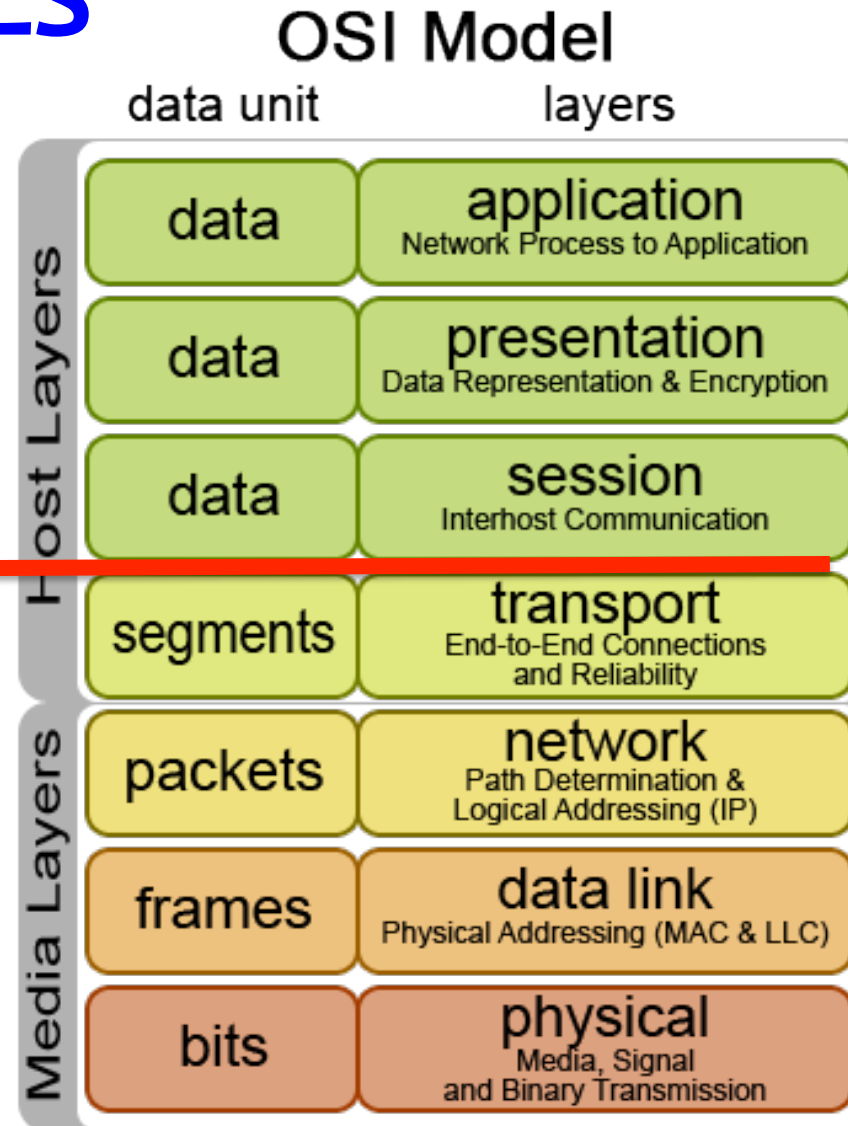 OSI Model
data unit layers
Host Layers
data
application
Network Process to Application
data
presentation
Data Representation & Encryption
data
session
Interhost Communication
segments
transport
End-to-End Connections
and Reliability
Media Layers
packets
network
Path Determination &
Logical Addressing (IP)
frames
data link
Physical Addressing (MAC & LLC)
bits
physical
Media, Signal
and Binary Transmission